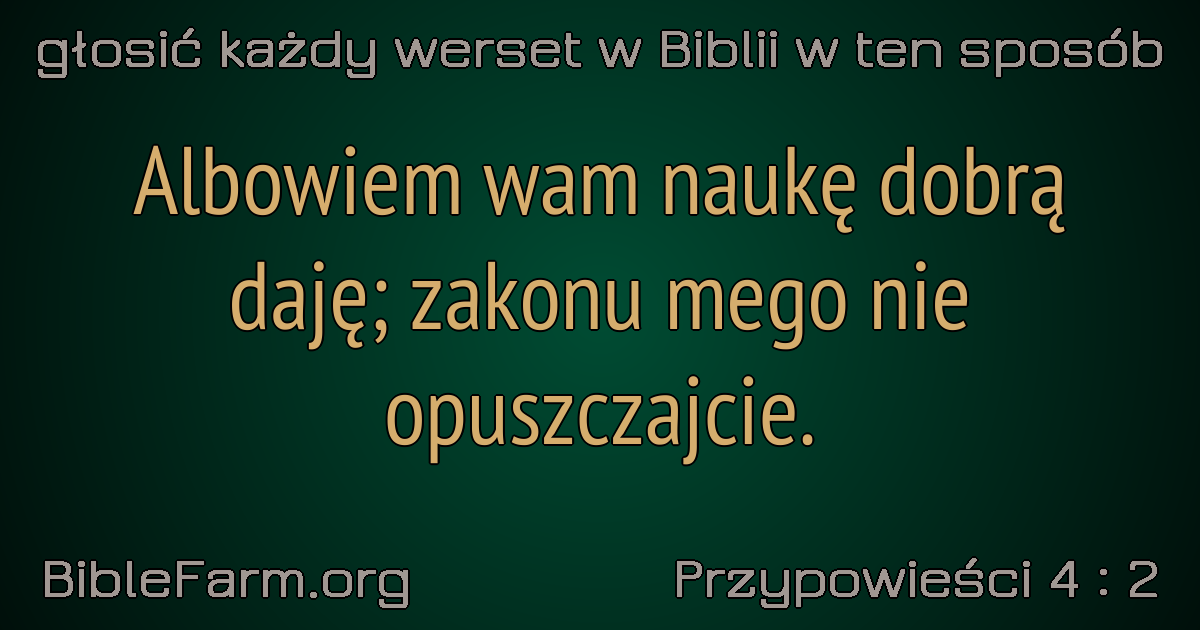 głosić każdy werset w Biblii w ten sposób
Albowiem wam naukę dobrą
daję; zakonu mego nie
opuszczajcie.
BibleFarm.org
Przypowieści 4 : 2